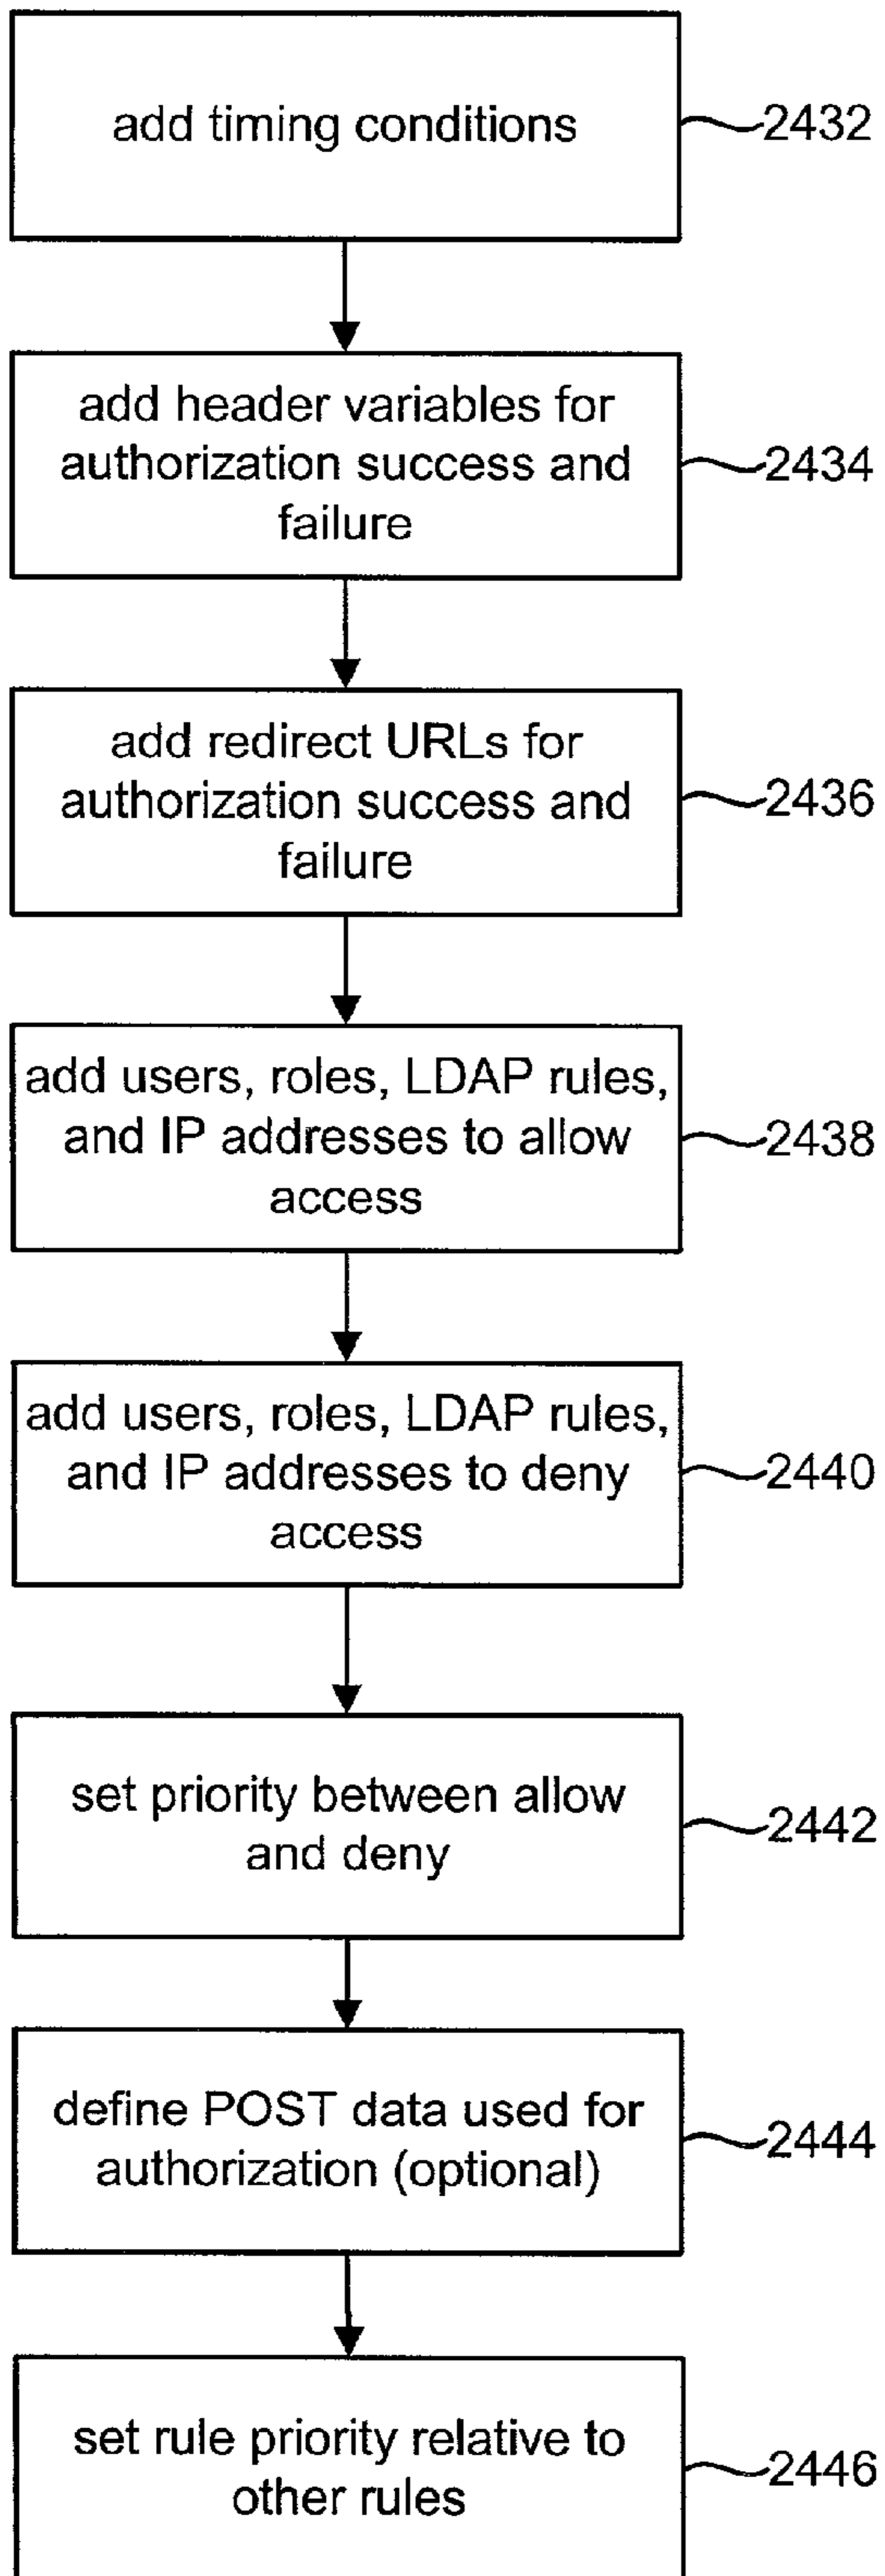 add timing conditions
2432
add header variables for
authorization success and
failure
2434
add redirect URLs for
authorization success and
failure
2436
add users, roles, LDAP rules,
and IP addresses to allow
access
2438
add users, roles, LDAP rules,
and IP addresses to deny
access
2440
set priority between allow
and deny
2442
define POST data used for
authorization (optional)
2444
set rule priority relative to
other rules
2446